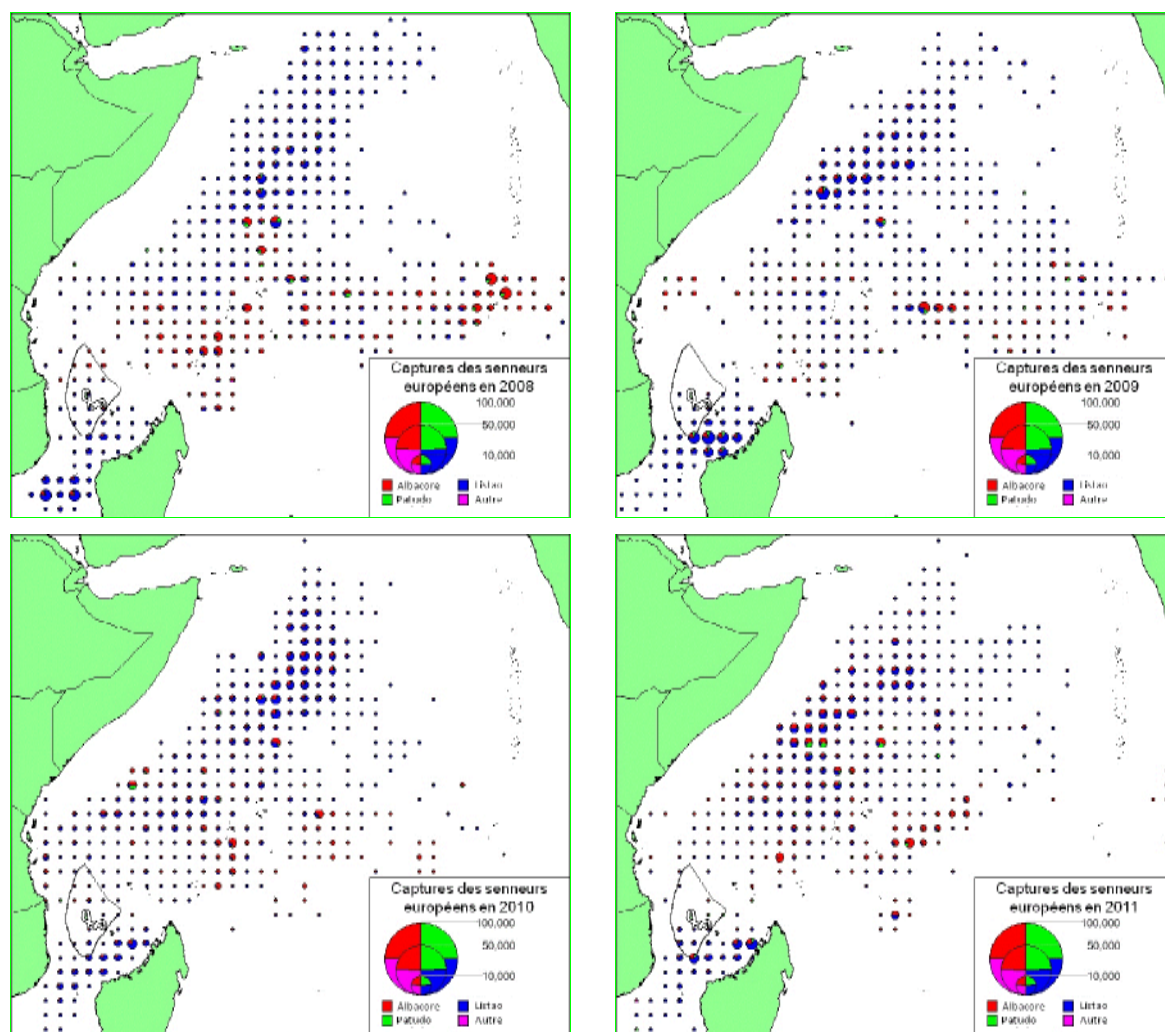 Captures des senneurs
européens en 2008
100,000
50,000
10,000
Albacore
Listao
Patudo
Autre
Captures des senneurs
européens en 2009
100,000
50,000
10,000
Albacore
Listao
Patudo
Autre
Captures des senneurs
européens en 2010
100,000
50,000
10,000
Albacore
Listao
Patudo
Autre
Captures des senneurs
européens en 2011
100,000
50,000
10,000
Albacore
Listao
Patudo
Autre